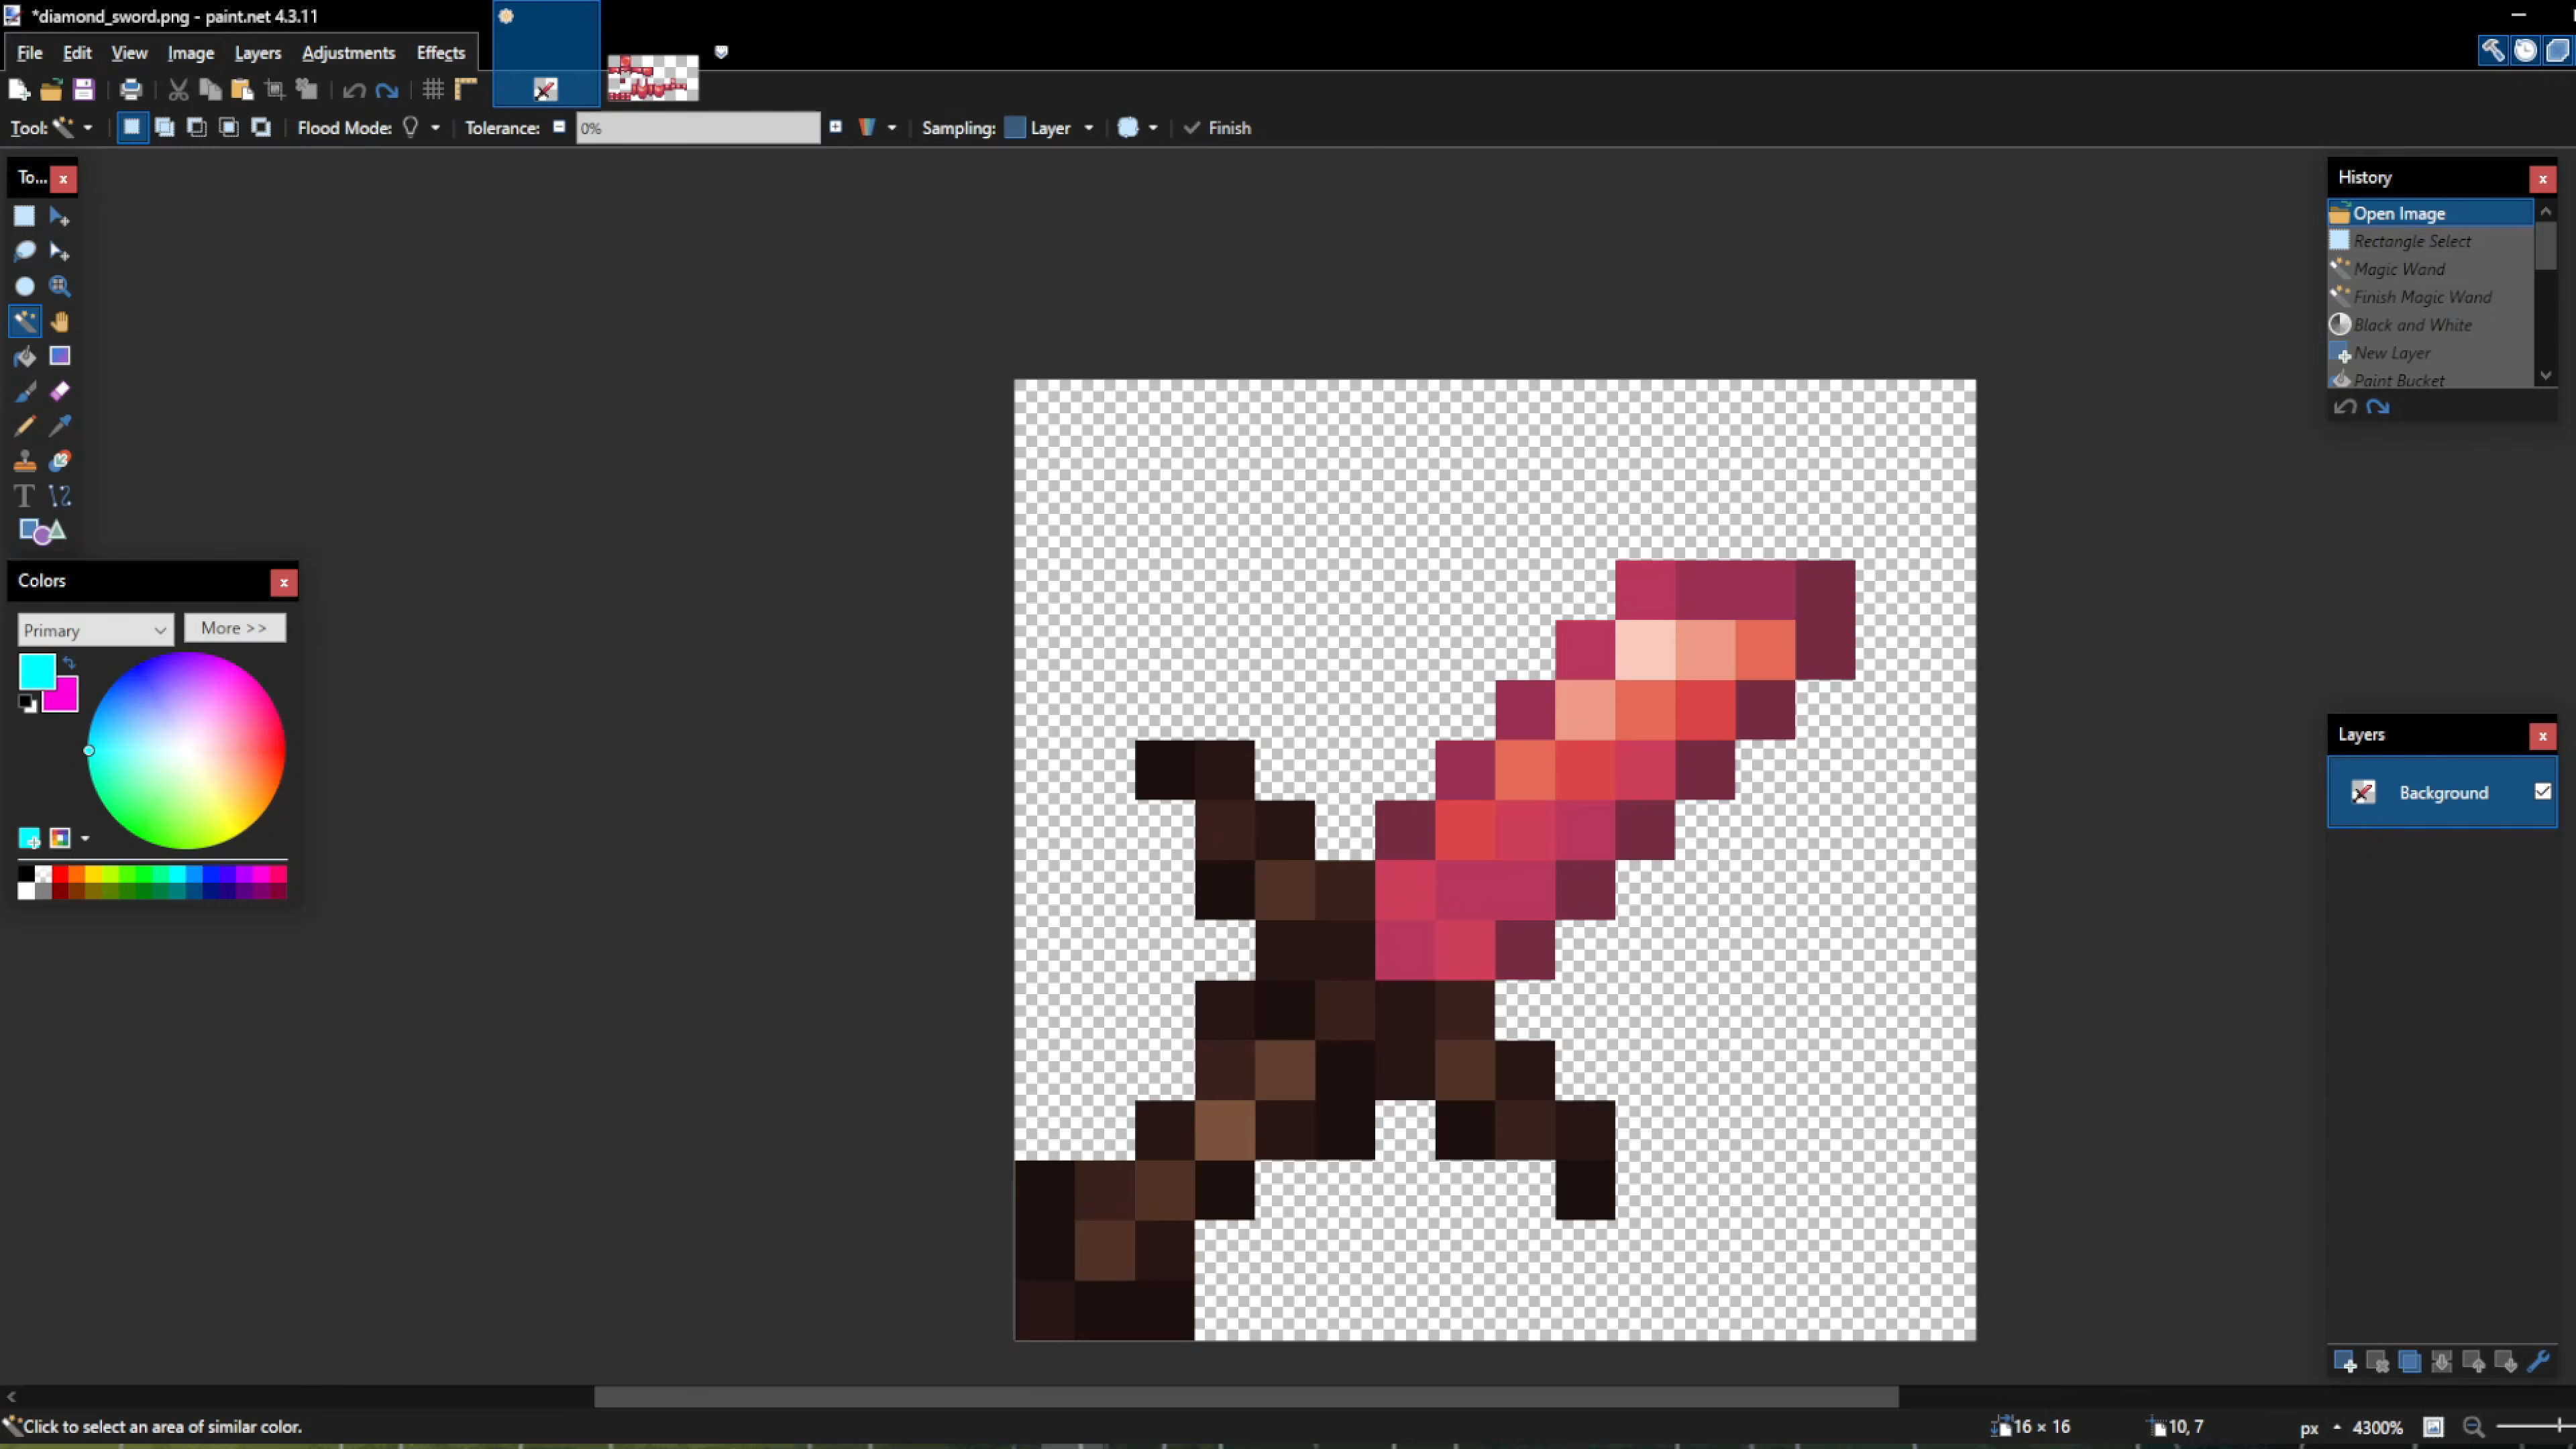 *diamond_sword.png - paint.net 4.3.11
File Edit View Image Layers Adjustments Effects
Tool: Flood Mode: Tolerance: 0% Sampling: Layer Finish
To...
History
Open Image
Rectangle Select
Magic Wand
Finish Magic Wand
Black and White
New Layer
Paint Bucket
Colors
Primary More >>
Layers
Background
Click to select an area of similar color. 16 × 16 10, 7 px 4300%